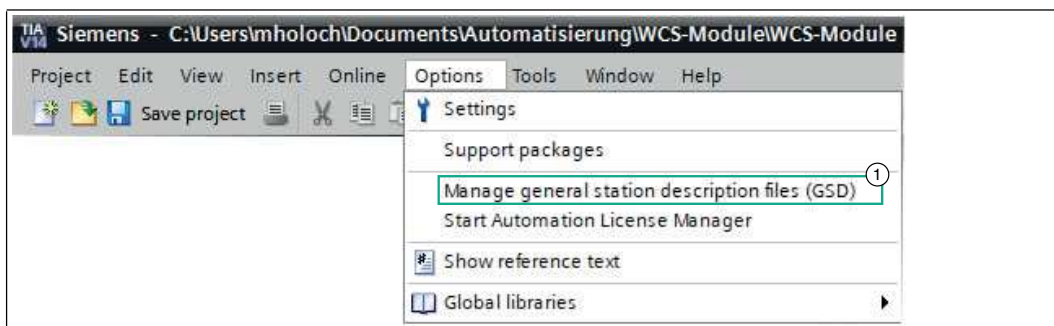 TIA V14 Siemens - C:\Users\mholoch\Documents\Automatisierung\WCS-Module\WCS-Module
Project Edit View Insert Online Options Tools Window Help
Save project
Settings
Support packages
Manage general station description files (GSD) 1
Start Automation License Manager
Show reference text
Global libraries